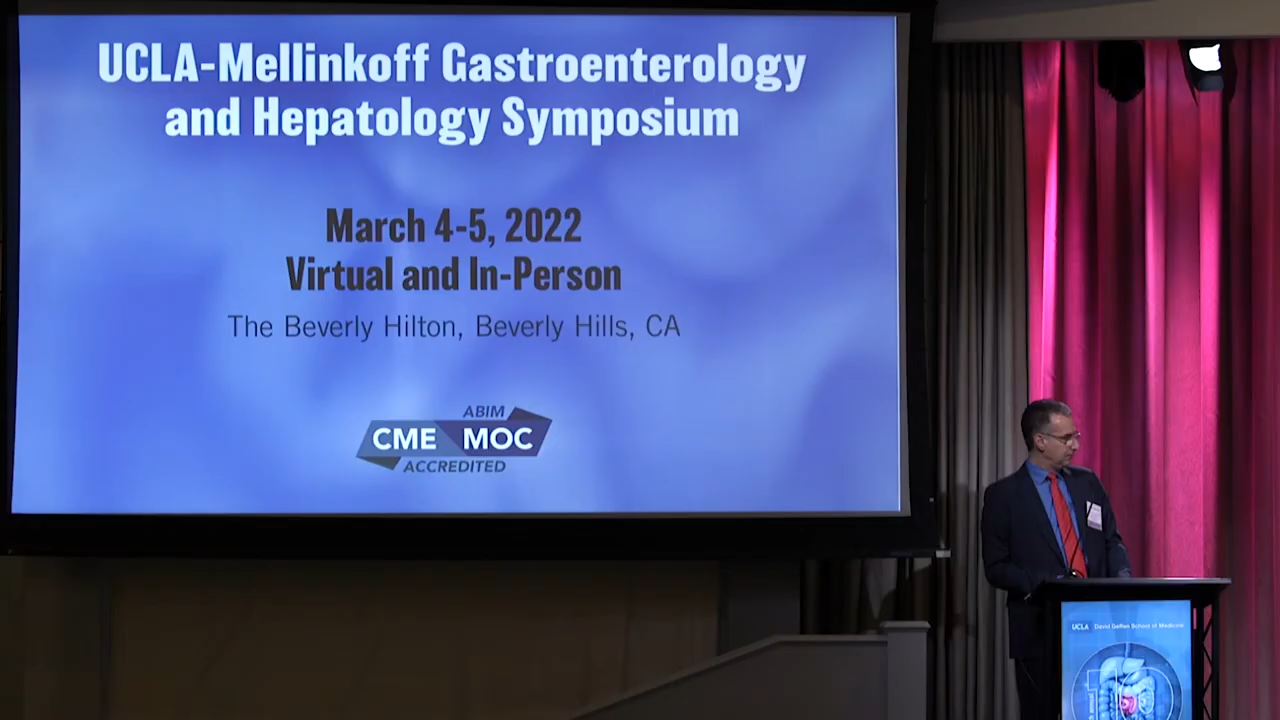 UCLA-Mellinkoff Gastroenterology
and Hepatology Symposium
March 4-5, 2022
Virtual and In-Person
The Beverly Hilton, Beverly Hills, CA
ABIM
CME MOC
ACCREDITED
UCLA David Geffen School of Medicine